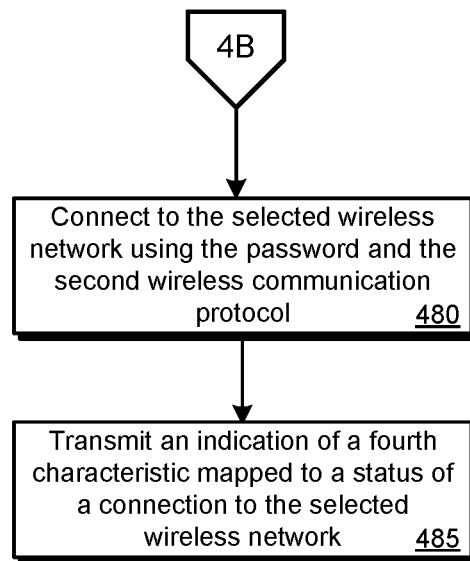 4B
Connect to the selected wireless
network using the password and the
second wireless communication
protocol 480
Transmit an indication of a fourth
characteristic mapped to a status of
a connection to the selected
wireless network 485